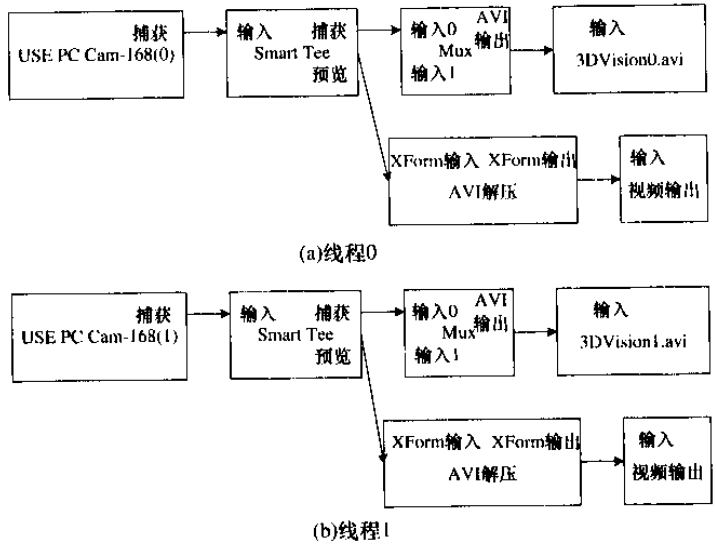 捕获
USE PC Cam-168(0)
输入 捕获
Smart Tee
预览
输入0 AVI
Mux 输出
输入1
输入
3DVision0.avi
XForm输入 XForm输出
AVI解压
输入
视频输出
(a)线程0
捕获
USE PC Cam-168(1)
输入 捕获
Smart Tee
预览
输入0 AVI
Mux 输出
输入1
输入
3DVision1.avi
XForm输入 XForm输出
AVI解压
输入
视频输出
(b)线程1